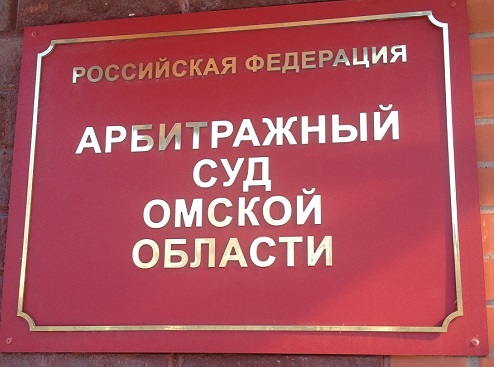 РОССИЙСКАЯ ФЕДЕРАЦИЯ
АРБИТРАЖНЫЙ
СУД
ОМСКОЙ
ОБЛАСТИ